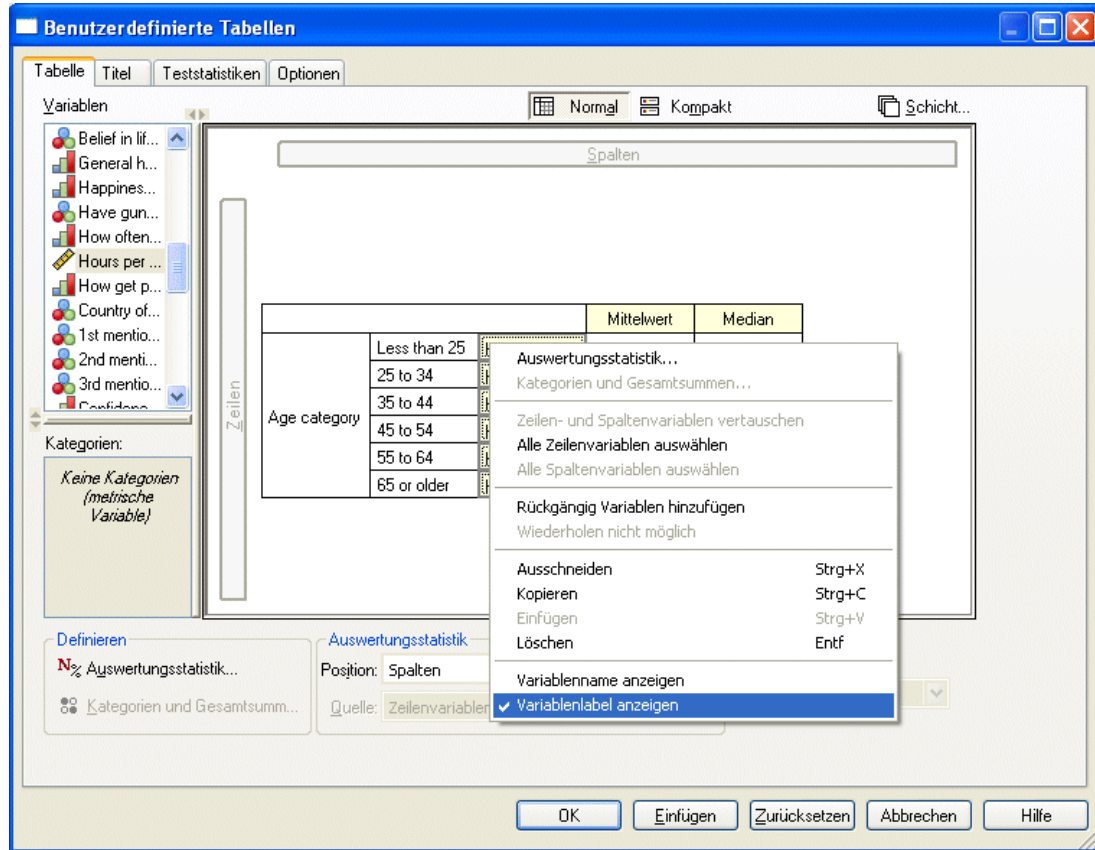 Benutzerdefinierte Tabellen
Tabelle Titel Teststatistiken Optionen
Variablen
Normal Kompakt Schicht...
Belief in lif...
General h...
Happines...
Have gun...
How often...
Hours per ...
How get p...
Country of...
1st mentio...
2nd menti...
3rd mentio...
Spalten
Zeilen
Mittelwert Median
Age category
Less than 25
25 to 34
35 to 44
45 to 54
55 to 64
65 or older
Kategorien:
Keine Kategorien
(metrische
Variable)
Auswertungsstatistik...
Kategorien und Gesamtsummen...
Zeilen- und Spaltenvariablen vertauschen
Alle Zeilenvariablen auswählen
Alle Spaltenvariablen auswählen
Rückgängig Variablen hinzufügen
Wiederholen nicht möglich
Ausschneiden Strg+X
Kopieren Strg+C
Einfügen Strg+V
Löschen Entf
Variablenname anzeigen
Variablenlabel anzeigen
Definieren
N% Auswertungsstatistik...
Kategorien und Gesamtsumm...
Auswertungsstatistik
Position: Spalten
Quelle: Zeilenvariablen
OK Einfügen Zurücksetzen Abbrechen Hilfe